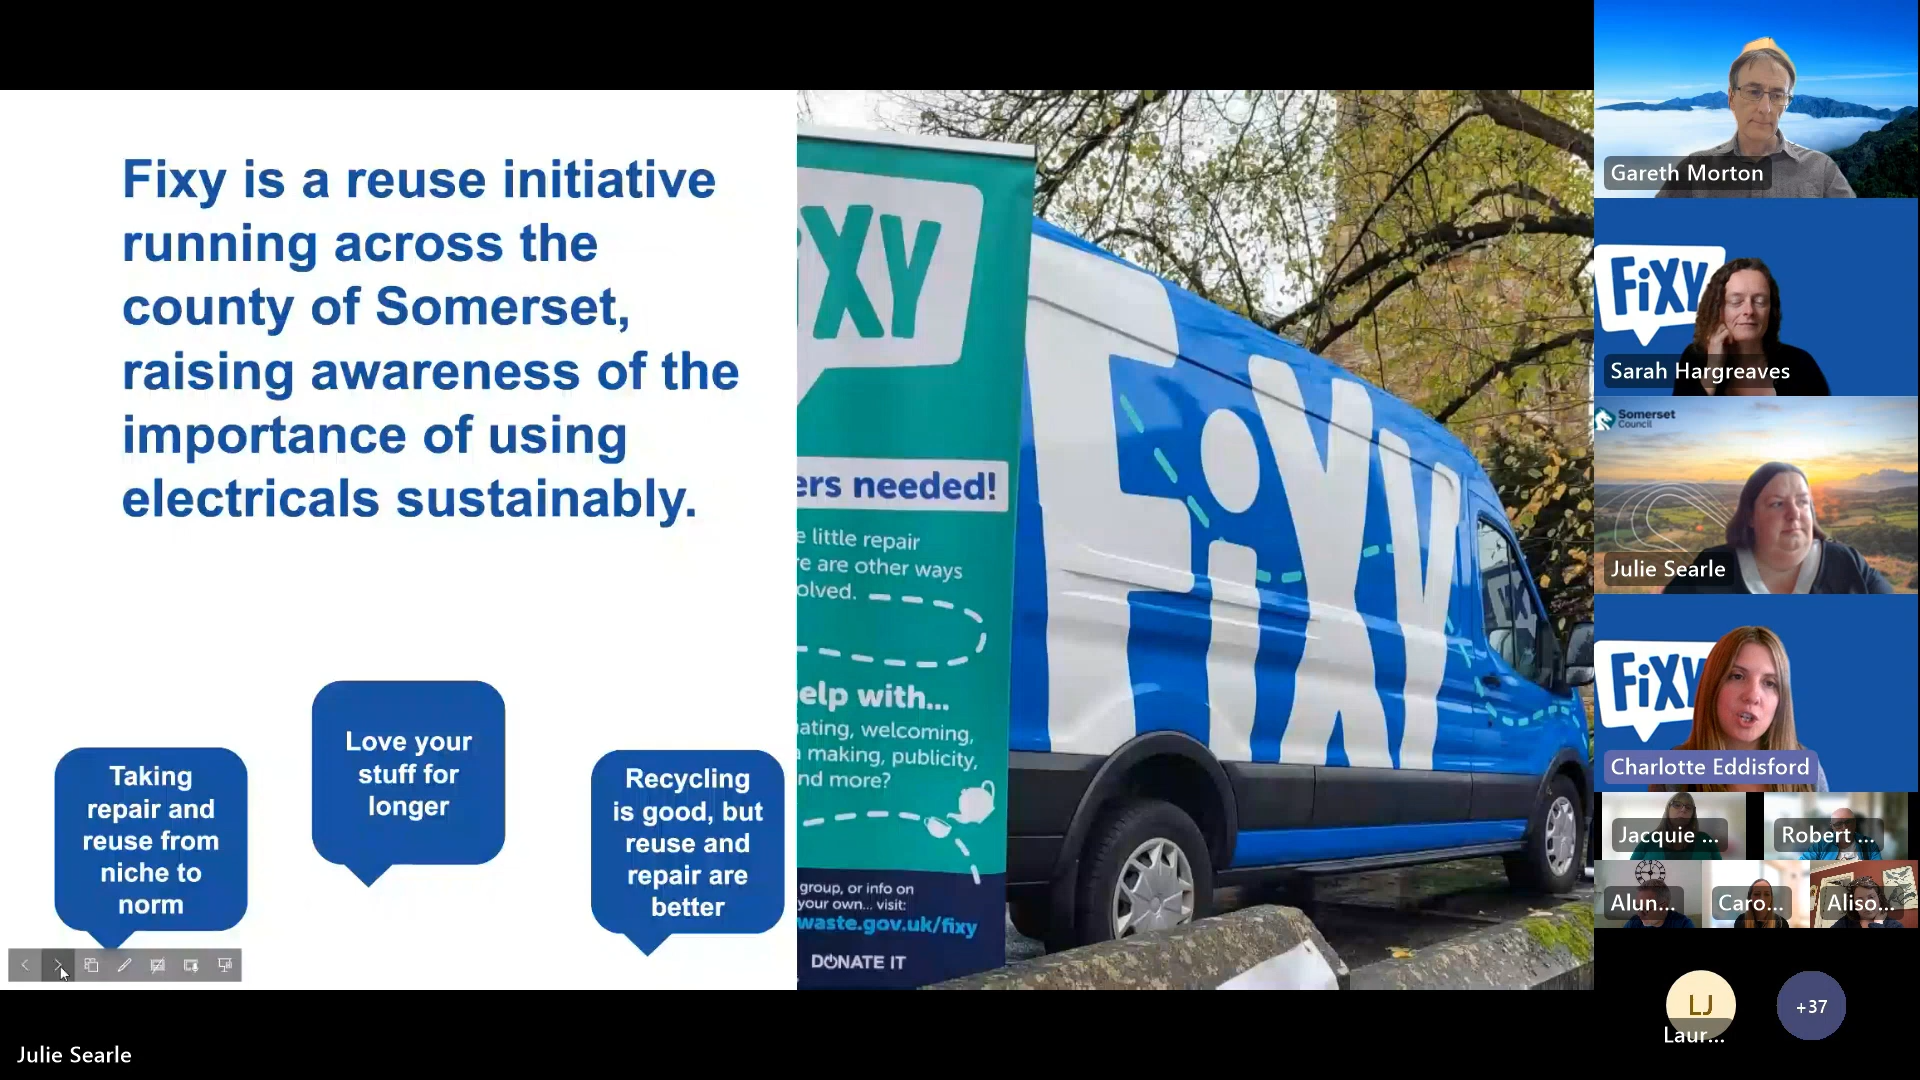 Fixy is a reuse initiative
running across the
county of Somerset,
raising awareness of the
importance of using
electricals sustainably.
Taking
repair and
reuse from
niche to
norm
Love your
stuff for
longer
Recycling
is good, but
reuse and
repair are
better
iXY
ers needed!
e little repair
re are other ways
olved.
elp with...
ating, welcoming,
making, publicity,
nd more?
group, or info on
your own... visit:
waste.gov.uk/fixy
DONATE IT
FiXY
Gareth Morton
FiXY
Sarah Hargreaves
Somerset
Council
Julie Searle
FiXY
Charlotte Eddisford
Jacquie ...
Robert ...
Alun...
Caro...
Aliso...
LJ
Laur...
+37
Julie Searle